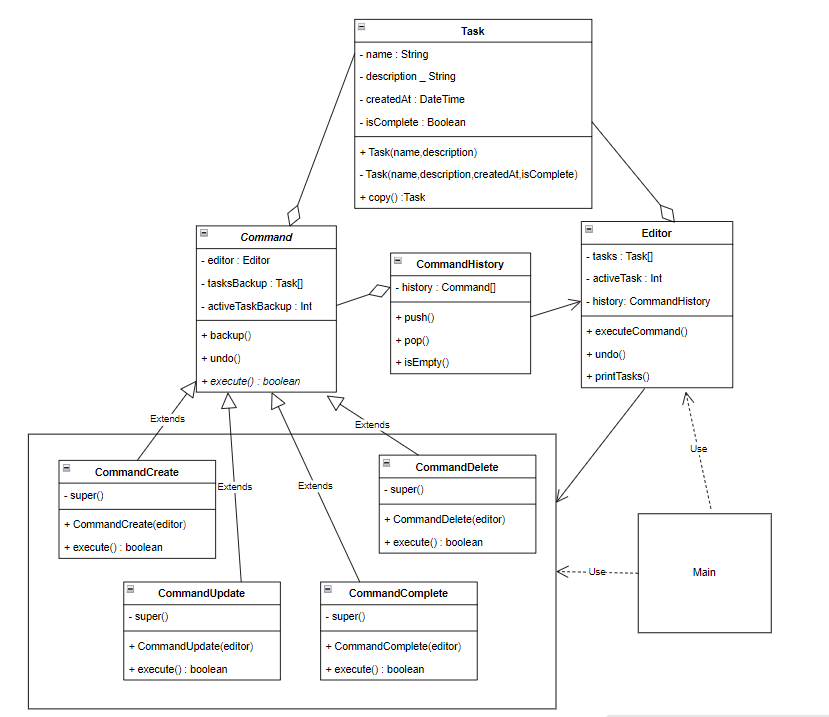 Task
- name : String
- description _ String
- createdAt : DateTime
- isComplete : Boolean
+ Task(name,description)
- Task(name,description,createdAt,isComplete)
+ copy() :Task
Command
- editor : Editor
- tasksBackup : Task[]
- activeTaskBackup : Int
+ backup()
+ undo()
+ execute() : boolean
CommandHistory
- history : Command[]
+ push()
+ pop()
+ isEmpty()
Editor
- tasks : Task[]
- activeTask : Int
- history: CommandHistory
+ executeCommand()
+ undo()
+ printTasks()
Extends
Extends
Extends
Extends
Use
CommandCreate
- super()
+ CommandCreate(editor)
+ execute() : boolean
CommandDelete
- super()
+ CommandDelete(editor)
+ execute() : boolean
CommandUpdate
- super()
+ CommandUpdate(editor)
+ execute() : boolean
CommandComplete
- super()
+ CommandComplete(editor)
+ execute() : boolean
Use
Main